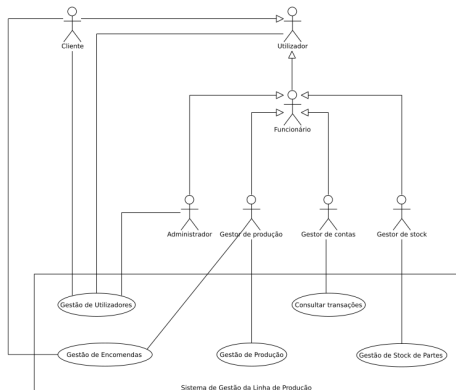 Cliente
Utilizador
Funcionário
Administrador
Gestor de produção
Gestor de contas
Gestor de stock
Gestão de Utilizadores
Consultar transações
Gestão de Encomendas
Gestão de Produção
Gestão de Stock de Partes
Sistema de Gestão da Linha de Produção